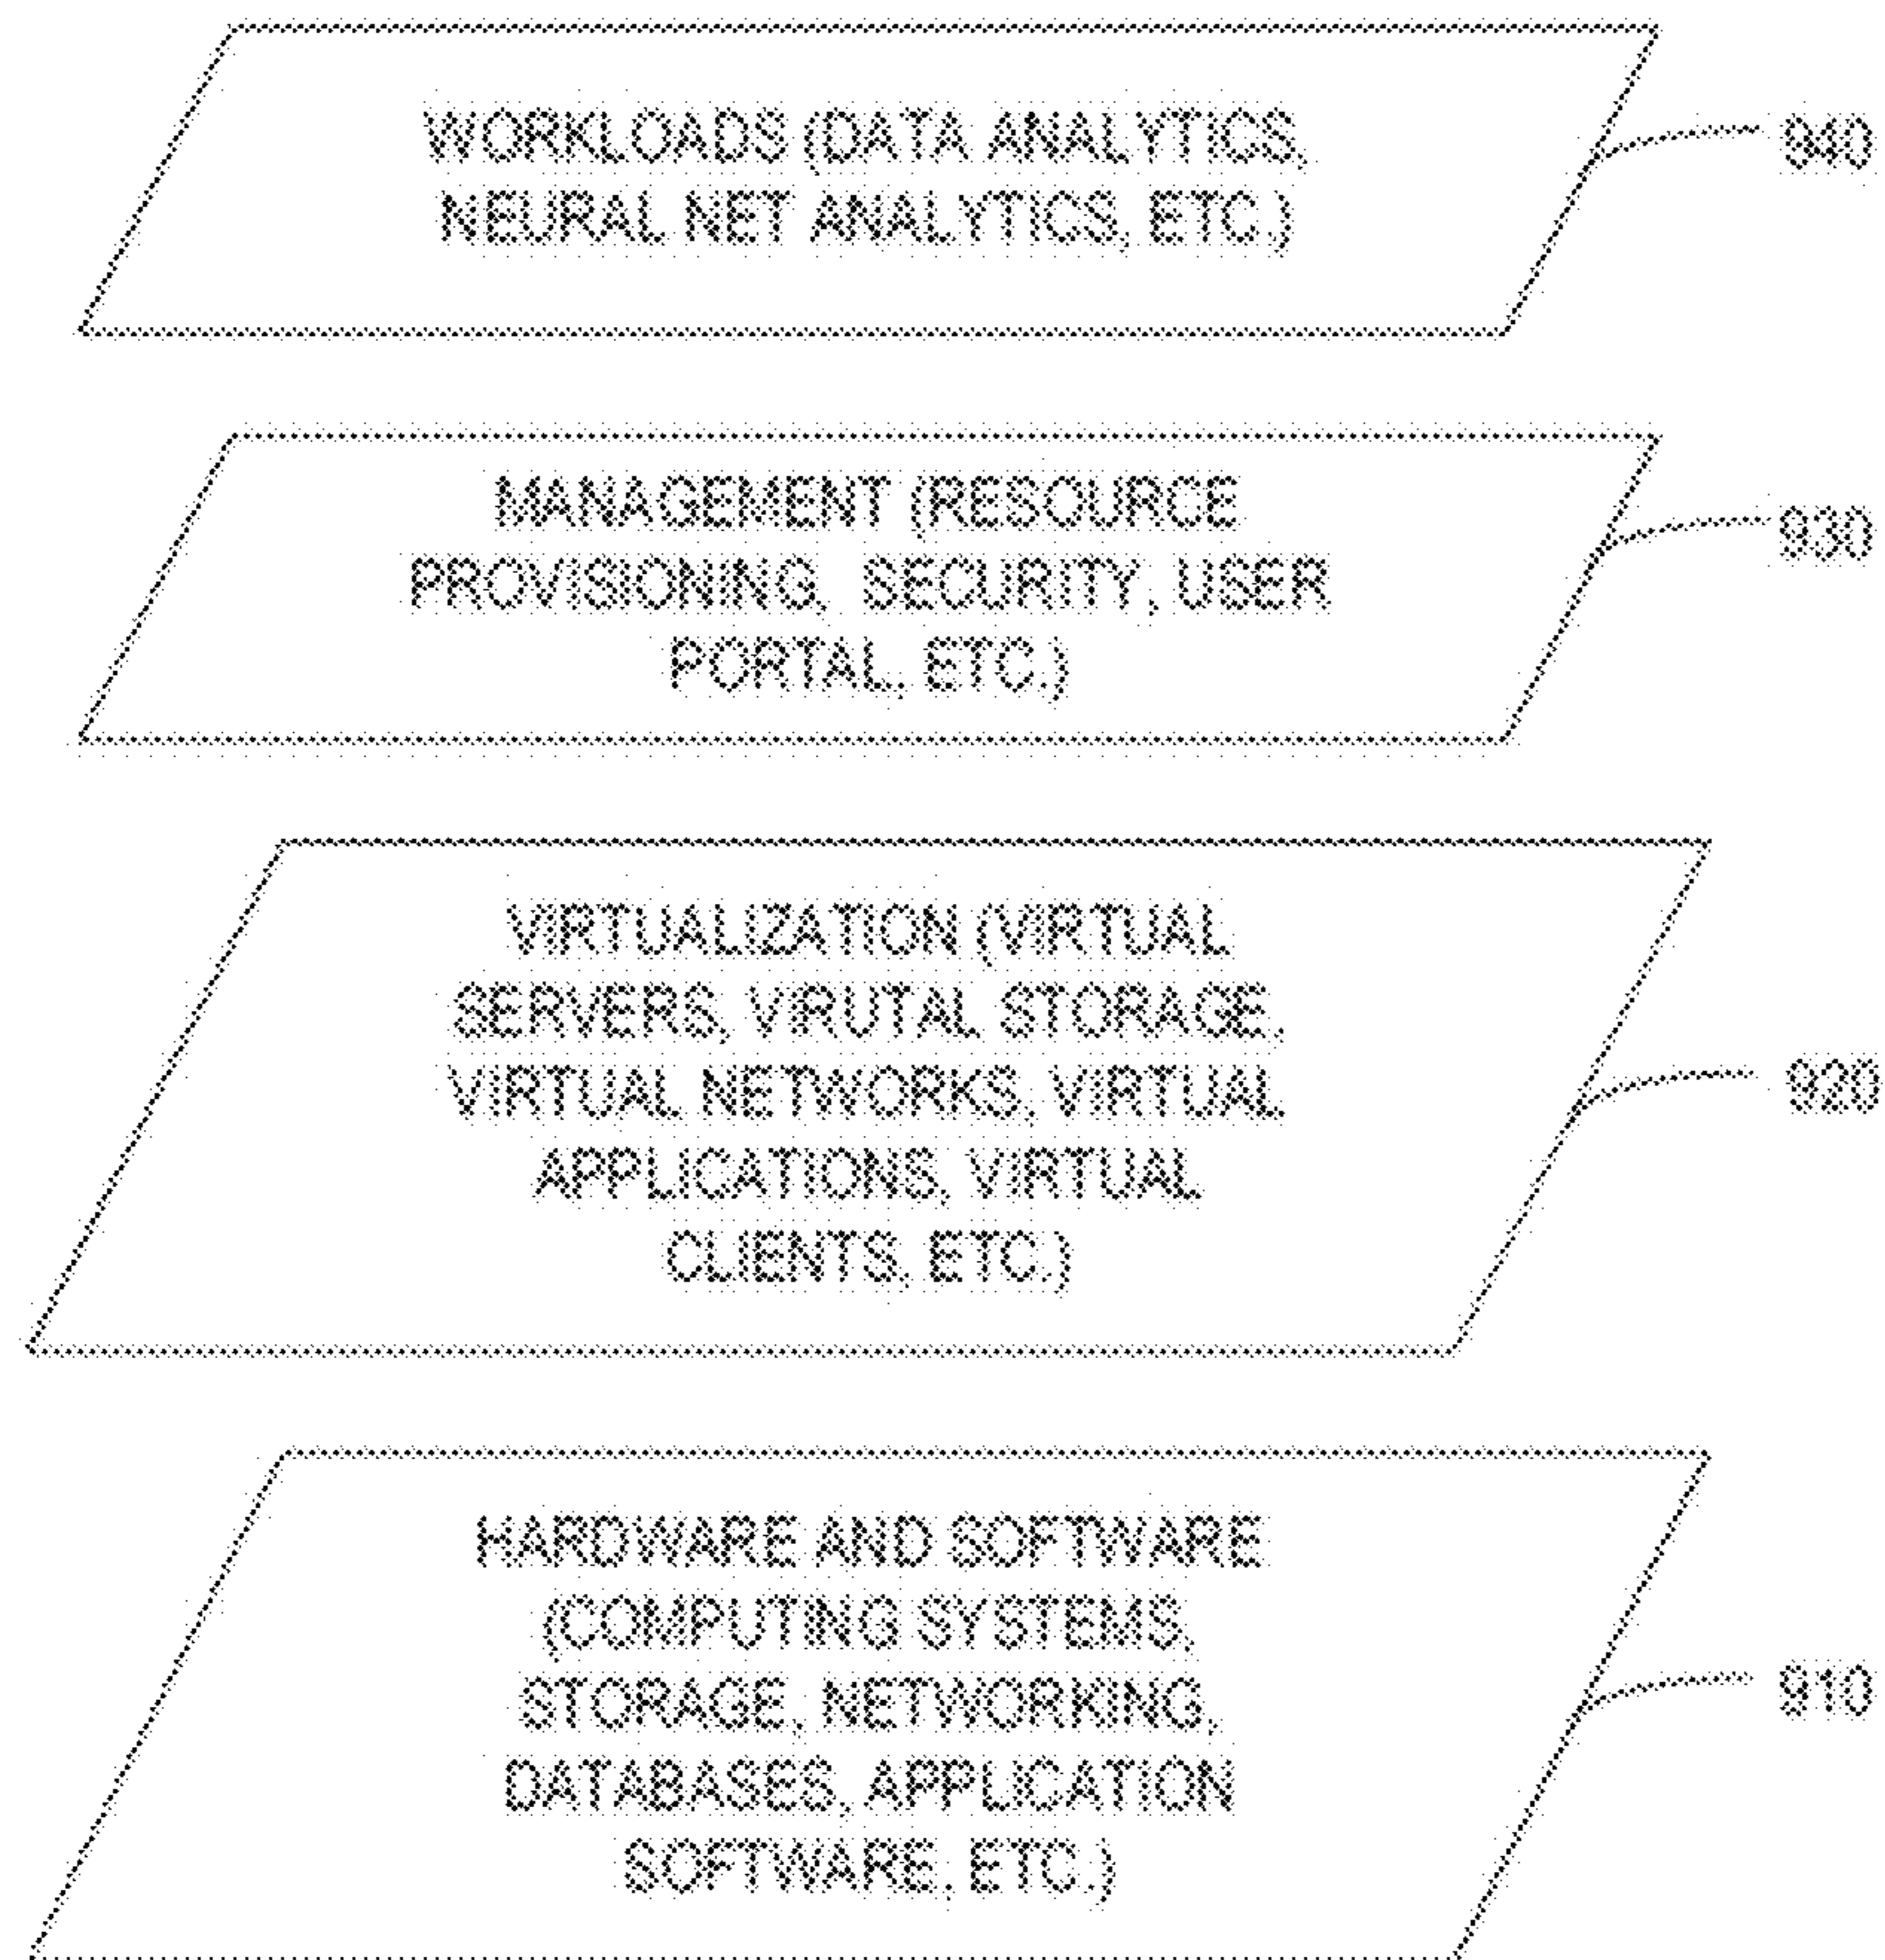 WORKLOADS (DATA ANALYTICS,
NEURAL NET ANALYTICS, ETC.)
940
MANAGEMENT (RESOURCE
PROVISIONING, SECURITY, USER
PORTAL, ETC.)
930
VIRTUALIZATION (VIRTUAL
SERVERS, VIRUTAL STORAGE,
VIRTUAL NETWORKS, VIRTUAL
APPLICATIONS, VIRTUAL
CLIENTS, ETC.)
920
HARDWARE AND SOFTWARE
(COMPUTING SYSTEMS,
STORAGE, NETWORKING,
DATABASES, APPLICATION
SOFTWARE, ETC.)
910